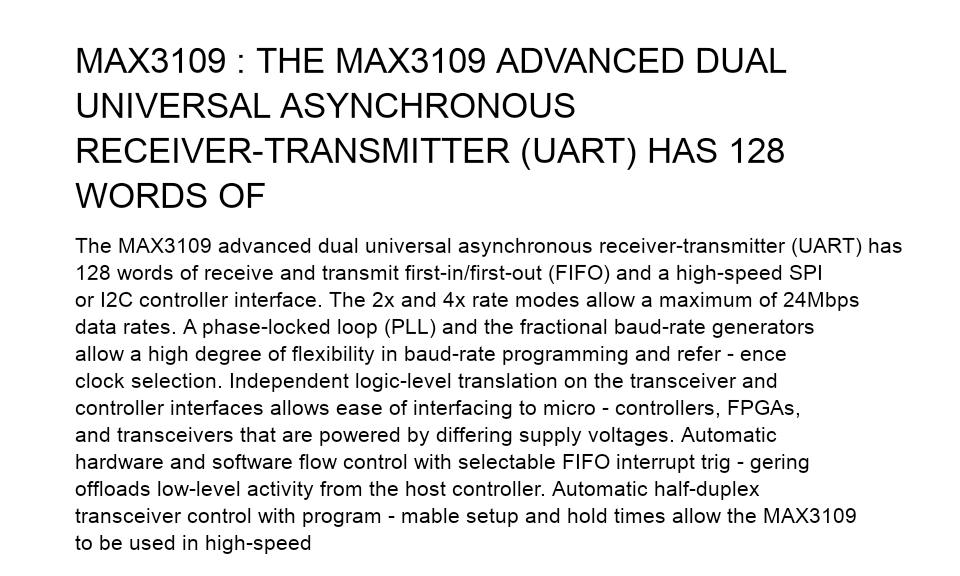 MAX3109 : THE MAX3109 ADVANCED DUAL
UNIVERSAL ASYNCHRONOUS
RECEIVER-TRANSMITTER (UART) HAS 128
WORDS OF
The MAX3109 advanced dual universal asynchronous receiver-transmitter (UART) has
128 words of receive and transmit first-in/first-out (FIFO) and a high-speed SPI
or I2C controller interface. The 2x and 4x rate modes allow a maximum of 24Mbps
data rates. A phase-locked loop (PLL) and the fractional baud-rate generators
allow a high degree of flexibility in baud-rate programming and refer - ence
clock selection. Independent logic-level translation on the transceiver and
controller interfaces allows ease of interfacing to micro - controllers, FPGAs,
and transceivers that are powered by differing supply voltages. Automatic
hardware and software flow control with selectable FIFO interrupt trig - gering
offloads low-level activity from the host controller. Automatic half-duplex
transceiver control with program - mable setup and hold times allow the MAX3109
to be used in high-speed